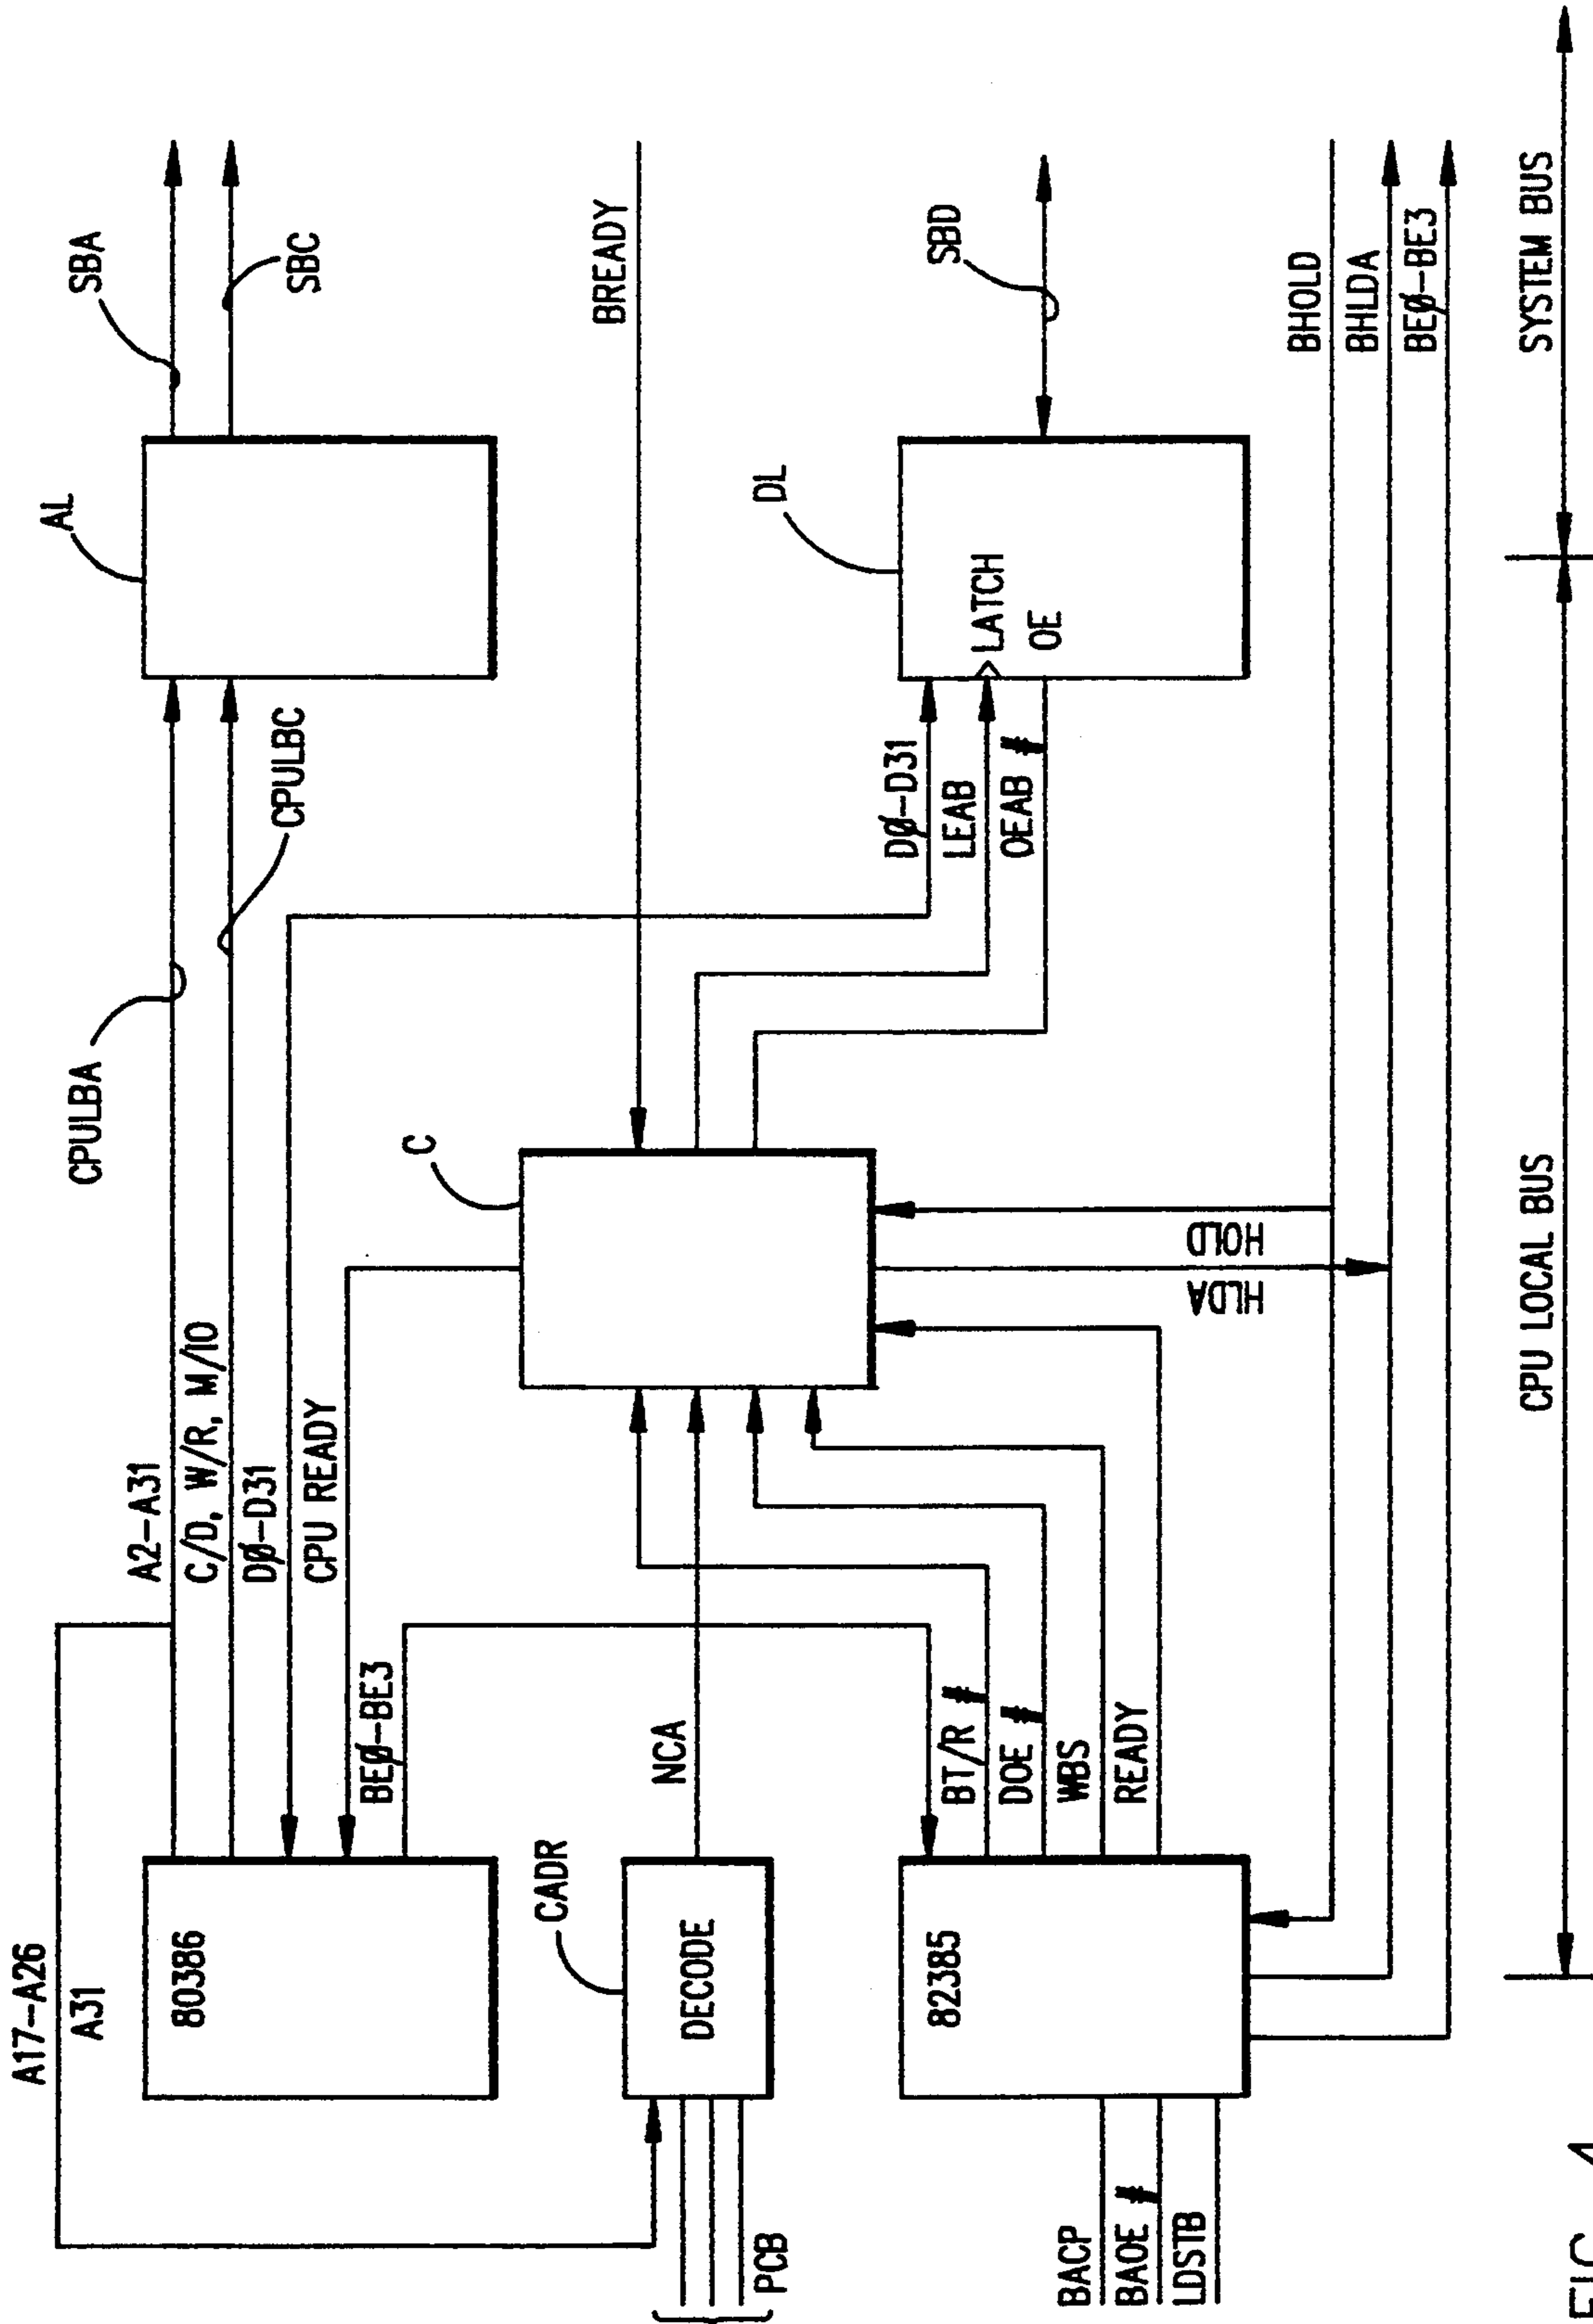 A17-A26
A31
80386
A2-A31
C/D, W/R, M/IO
DØ-D31
CPU READY
BEØ-BE3
CPULBA
CPULBC
AL
SBA
SBC
CADR
DECODE
PCB
NCA
C
BREADY
82385
BT/R #
DOE #
WBS
READY
BACP
BAOE #
LDSTB
HOLD
HLDA
DØ-D31
LEAB
OEAB #
DL
LATCH
OE
SBD
BHOLD
BHLDA
BEØ-BE3
CPU LOCAL BUS
SYSTEM BUS
FIG. 4